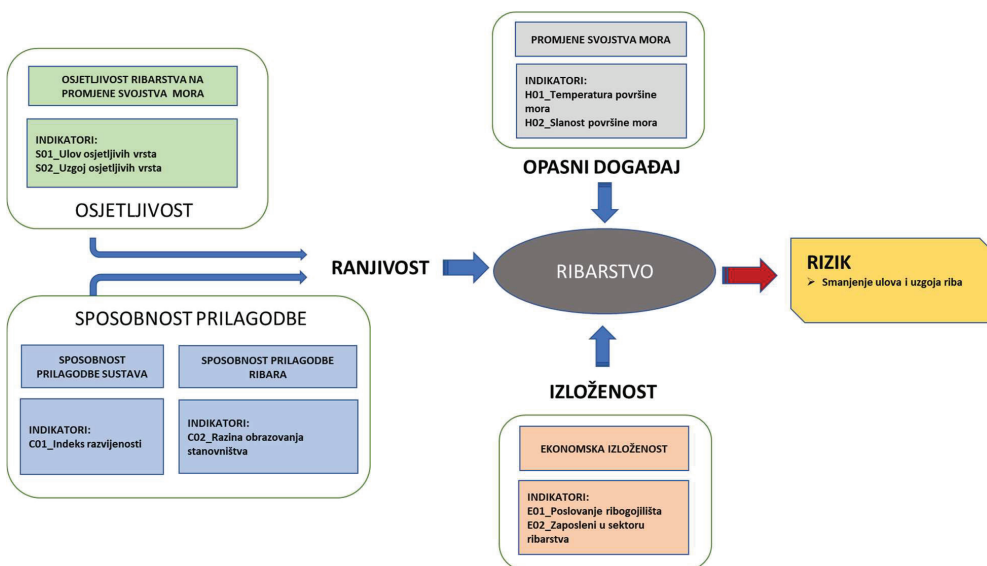 OSJETLJIVOST RIBARSTVA NA
PROMJENE SVOJSTVA MORA
INDIKATORI:
S01_Ulov osjetljivih vrsta
S02_Uzgoj osjetljivih vrsta
OSJETLJIVOST
SPOSOBNOST PRILAGODBE
SPOSOBNOST
PRILAGODBE SUSTAVA
INDIKATORI:
C01_Indeks razvijenosti
SPOSOBNOST PRILAGODBE
RIBARA
INDIKATORI:
C02_Razina obrazovanja
stanovništva
RANJIVOST
PROMJENE SVOJSTVA MORA
INDIKATORI:
H01_Temperatura površine
mora
H02_Slanost površine mora
OPASNI DOGAĐAJ
RIBARSTVO
IZLOŽENOST
EKONOMSKA IZLOŽENOST
INDIKATORI:
E01_Poslovanje ribogojilišta
E02_Zaposleni u sektoru
ribarstva
RIZIK
➢ Smanjenje ulova i uzgoja riba